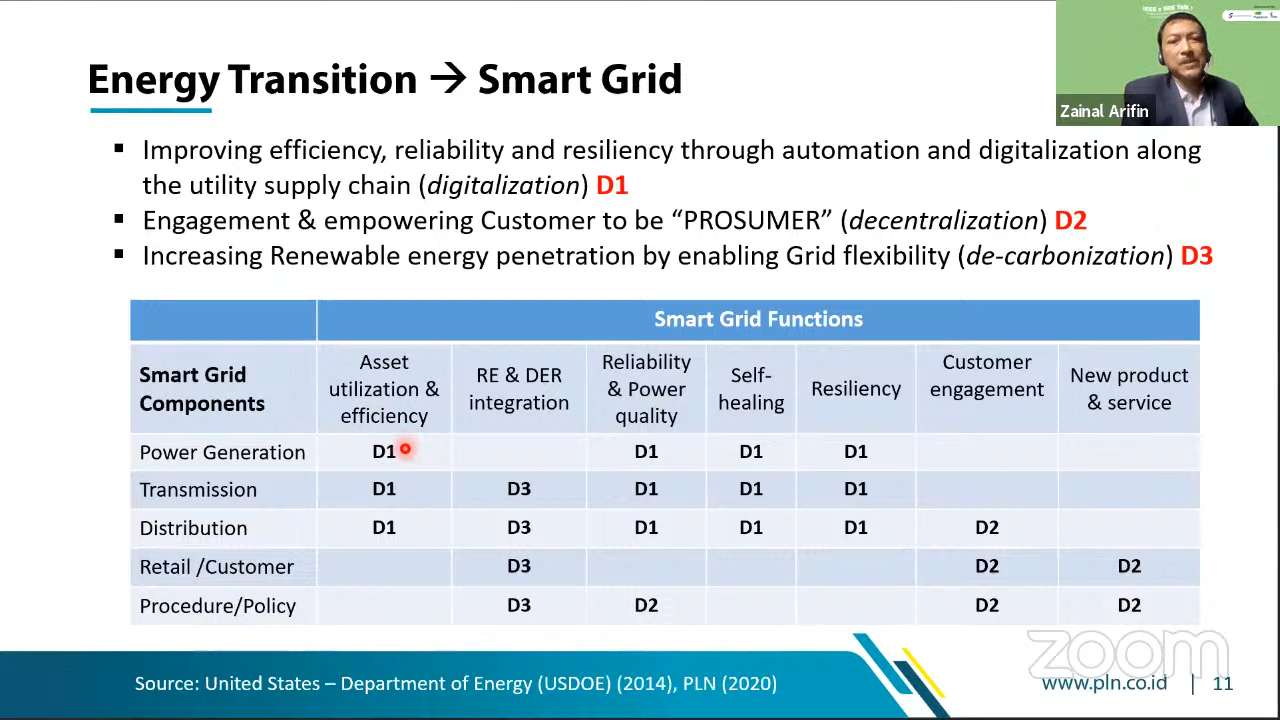 IEEE x SRE Talk
Zainal Arifin
Energy Transition → Smart Grid
▪ Improving efficiency, reliability and resiliency through automation and digitalization along
the utility supply chain (digitalization) D1
▪ Engagement & empowering Customer to be “PROSUMER” (decentralization) D2
▪ Increasing Renewable energy penetration by enabling Grid flexibility (de-carbonization) D3
Smart Grid Functions
Smart Grid Components Asset utilization & efficiency RE & DER integration Reliability & Power quality Self-healing Resiliency Customer engagement New product & service
Power Generation D1 D1 D1 D1
Transmission D1 D3 D1 D1 D1
Distribution D1 D3 D1 D1 D1 D2
Retail /Customer D3 D2 D2
Procedure/Policy D3 D2 D2 D2
zoom
Source: United States – Department of Energy (USDOE) (2014), PLN (2020)
www.pln.co.id | 11